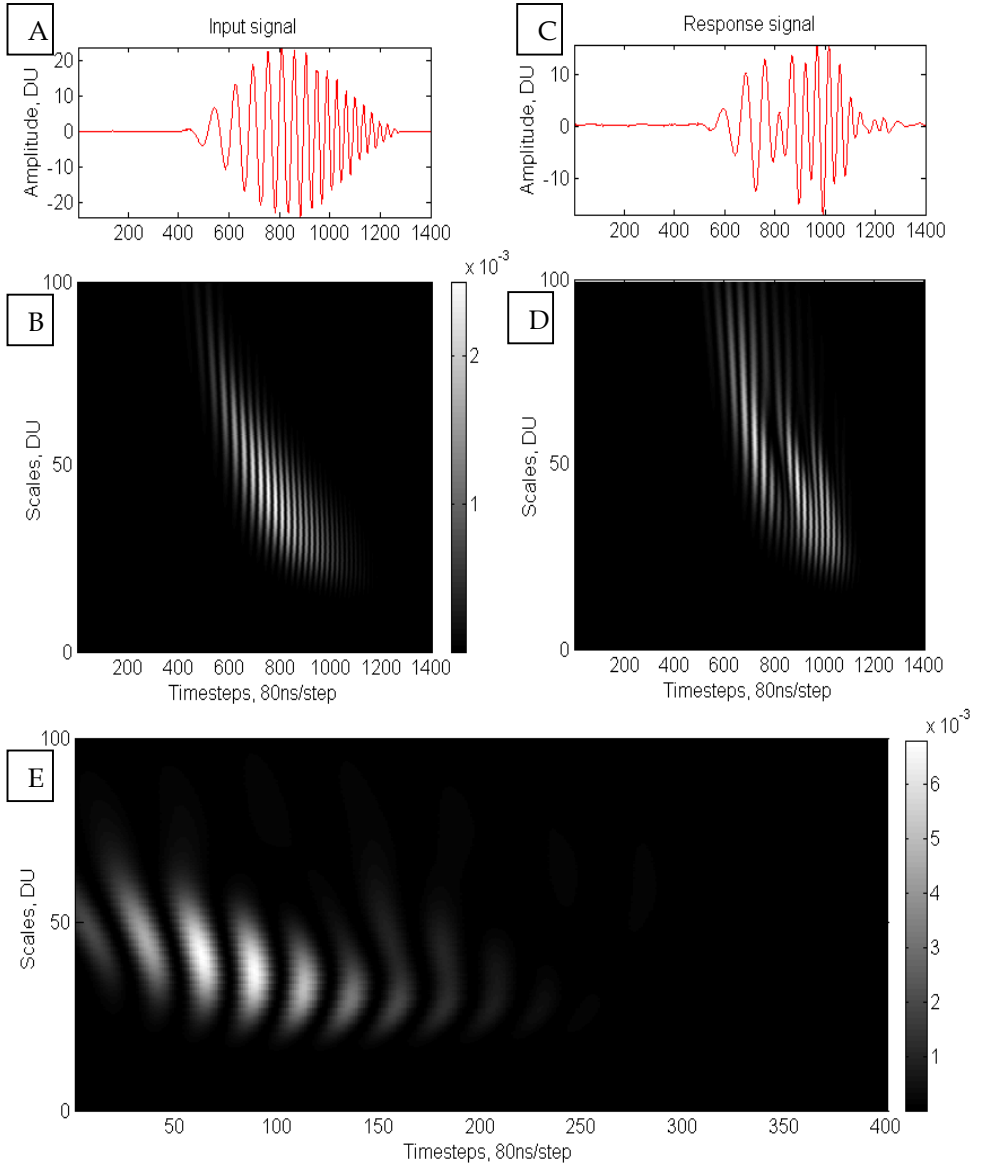 A
Input signal
Amplitude, DU
20
10
0
-10
-20
200 400 600 800 1000 1200 1400
C
Response signal
Amplitude, DU
10
0
-10
200 400 600 800 1000 1200 1400
B
Scales, DU
100
50
0
200 400 600 800 1000 1200 1400
Timesteps, 80ns/step
x 10⁻³
2
1
D
Scales, DU
100
50
0
200 400 600 800 1000 1200 1400
Timesteps, 80ns/step
E
Scales, DU
100
50
0
50 100 150 200 250 300 350 400
Timesteps, 80ns/step
x 10⁻³
6
5
4
3
2
1